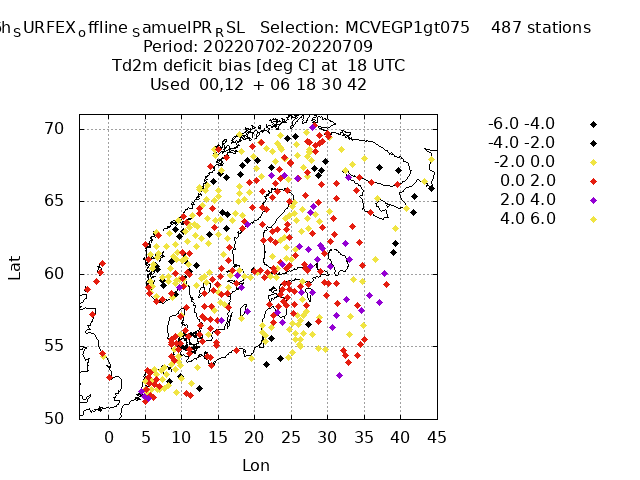 SURFEXoffline SamuelPRRSL Selection: MCVEGP1gt075 487 stations
Period: 20220702-20220709
Td2m deficit bias [deg C] at 18 UTC
Used 00,12 + 06 18 30 42
-6.0 -4.0
-4.0 -2.0
-2.0 0.0
0.0 2.0
2.0 4.0
4.0 6.0
70
65
60
55
50
Lat
0 5 10 15 20 25 30 35 40 45
Lon